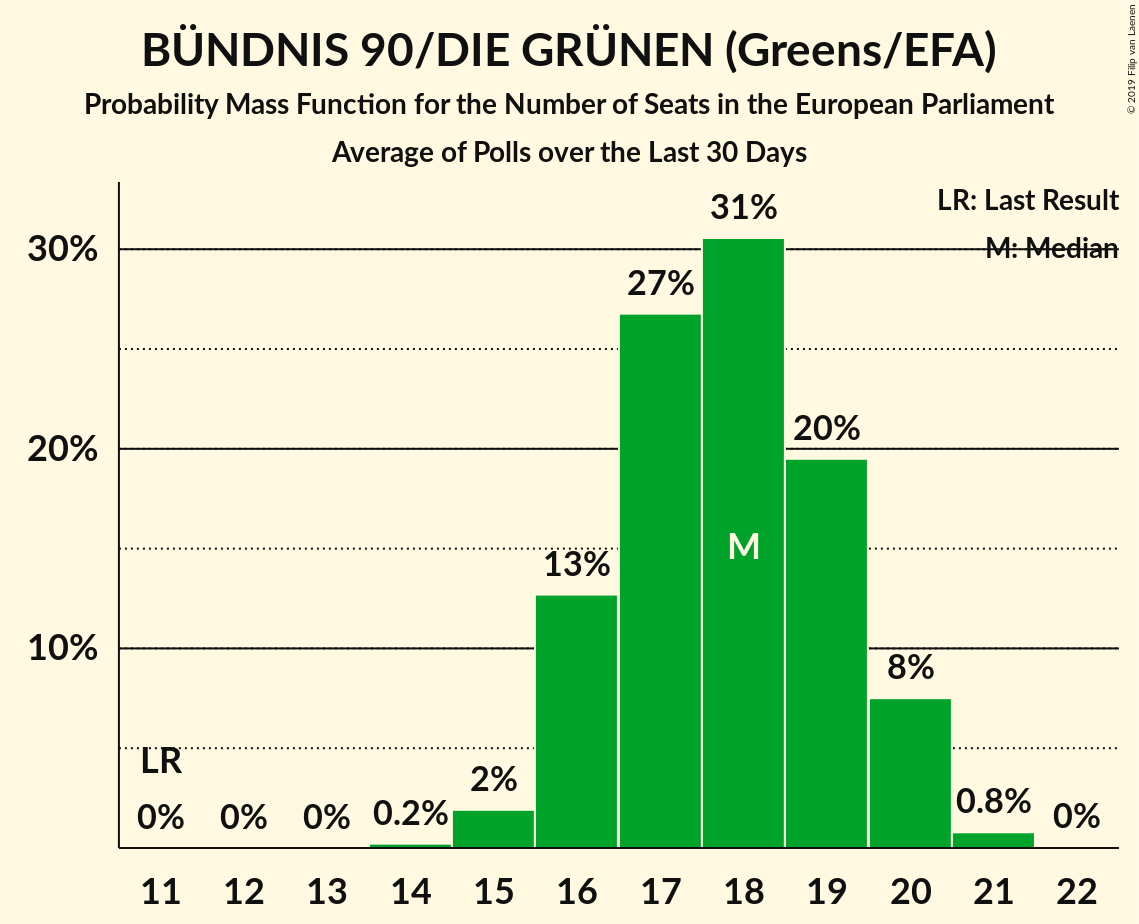 BÜNDNIS 90/DIE GRÜNEN (Greens/EFA)
Probability Mass Function for the Number of Seats in the European Parliament
Average of Polls over the Last 30 Days
© 2019 Filip van Laenen
LR: Last Result
M: Median
30%
20%
10%
LR
0%
0%
0%
0.2%
2%
13%
27%
31%
M
20%
8%
0.8%
0%
11 12 13 14 15 16 17 18 19 20 21 22